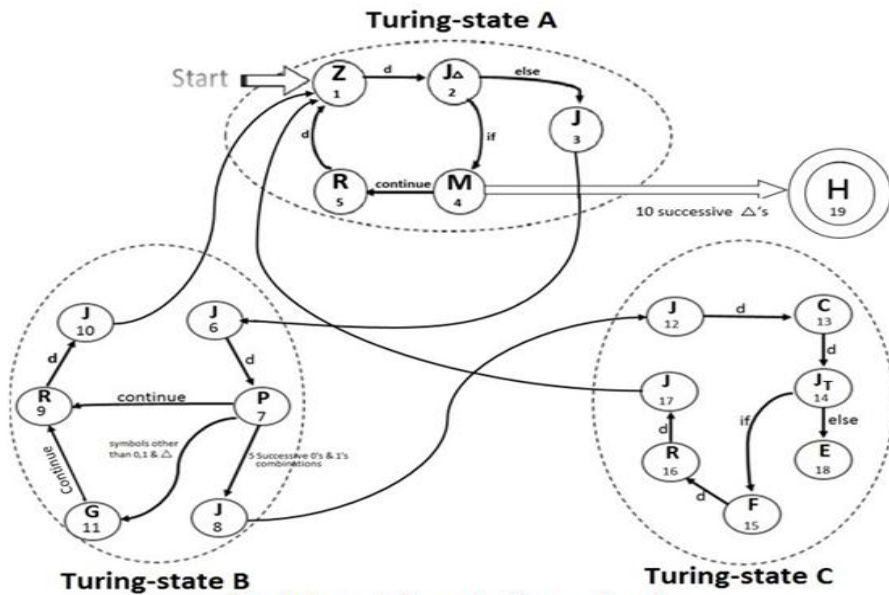 Turing-state A
Start
Z
1
d
J△
2
else
J
3
if
d
R
5
continue
M
4
10 successive △'s
H
19
J
10
J
6
d
d
R
9
continue
P
7
symbols other
than 0,1 & △
5 Successive 0's & 1's
combinations
Continue
G
11
J
8
Turing-state B
J
12
d
C
13
d
J
17
JT
14
if
else
d
R
16
E
18
d
F
15
Turing-state C